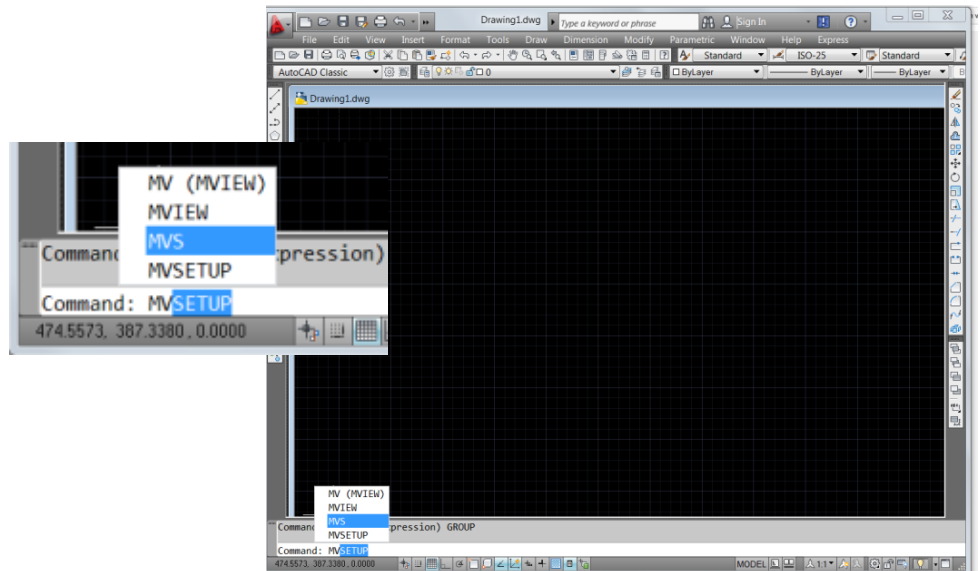 Drawing1.dwg Type a keyword or phrase Sign In
File Edit View Insert Format Tools Draw Dimension Modify Parametric Window Help Express
Standard ISO-25 Standard
AutoCAD Classic 0 ByLayer ByLayer ByLayer
Drawing1.dwg
MV (MVIEW)
MVIEW
MVS
MVSETUP
Comman pression)
Command: MVSETUP
474.5573, 387.3380, 0.0000
MV (MVIEW)
MVIEW
MVS
MVSETUP
Comman pression) GROUP
Command: MVSETUP
474.5573, 387.3380, 0.0000 MODEL 1:1